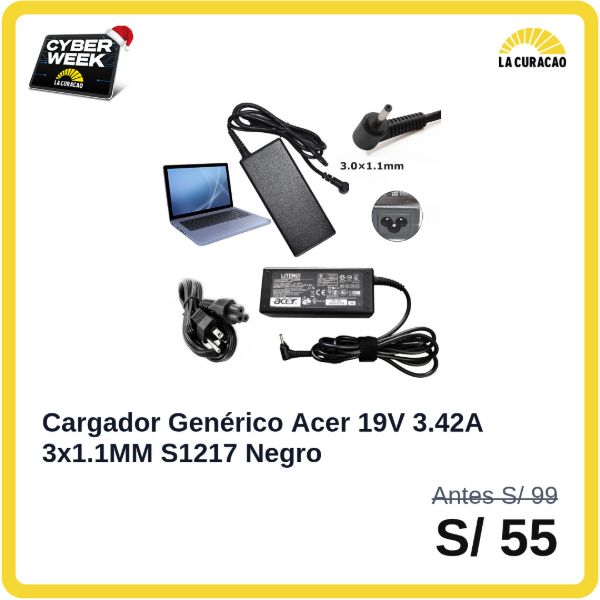 CYBER
WEEK
LA CURACAO
LA CURACAO
3.0×1.1mm
LITEON
acer
Cargador Genérico Acer 19V 3.42A
3x1.1MM S1217 Negro
Antes S/ 99
S/ 55